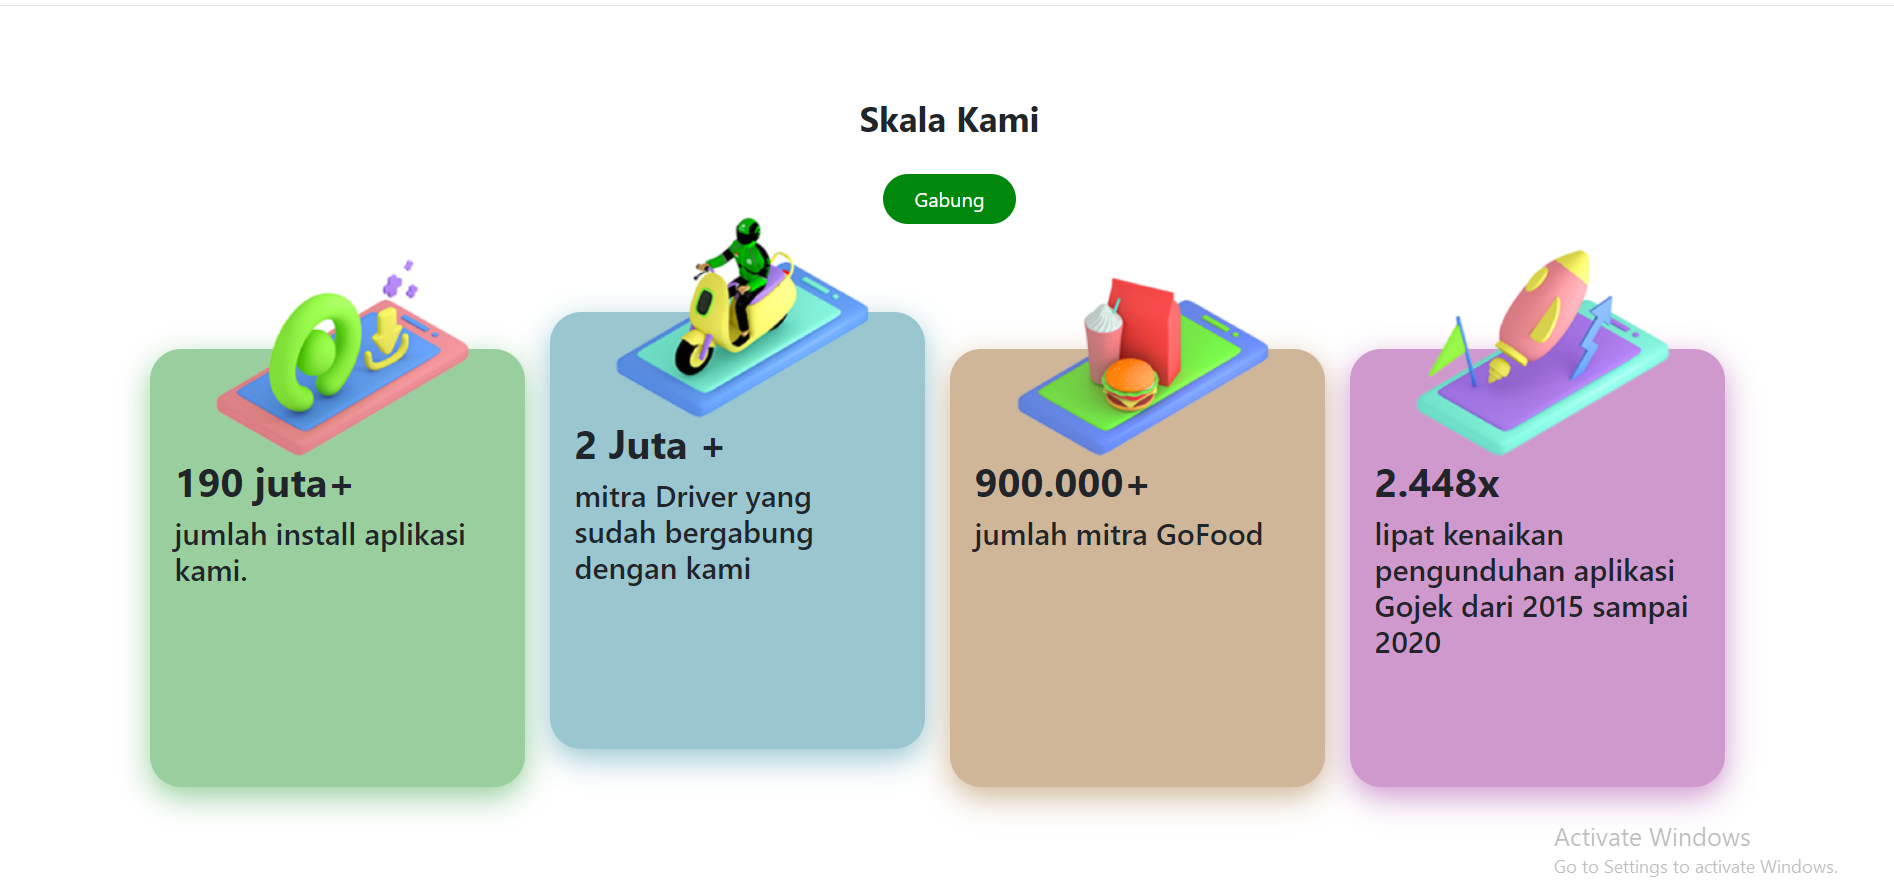 Skala Kami
Gabung
190 juta+
jumlah install aplikasi
kami.
2 Juta +
mitra Driver yang
sudah bergabung
dengan kami
900.000+
jumlah mitra GoFood
2.448x
lipat kenaikan
pengunduhan aplikasi
Gojek dari 2015 sampai
2020
Activate Windows
Go to Settings to activate Windows.